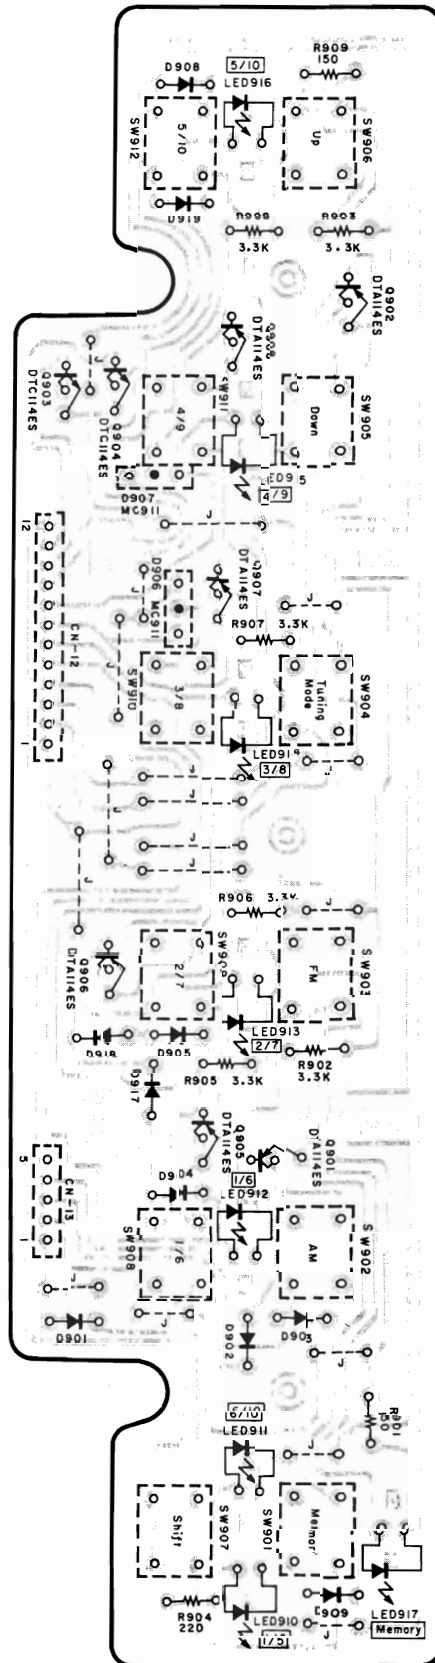 R909
150
D908
5/10
LED916
SW912
5/10
Up
SW906
D919
3.3K
R903
3.3K
Q902
DTA114ES
DTA114ES
Q903
DTC114ES
J
Q904
DTC114ES
4/9
SW911
Down
SW905
4/9
D907
MC911
J
12
CN-12
1
D906
MC911
J
Q907
DTA114ES
J
R907 3.3K
J
SW910
3/8
Tuning
Mode
SW904
LED914
3/8
J
J
J
J
J
J
R906 3.3K
J
Q906
DTA114ES
2/7
SW909
FM
SW903
LED913
2/7
D918
D905
R905 3.3K
R902
3.3K
D917
Q905
DTA114ES
Q901
DTA114ES
1/6
LED912
D904
5
CN-13
1
SW908
1/6
AM
SW902
J
J
D901
D902
D903
J
6/10
LED911
R901
150
J
Shift
SW907
SW901
R904
220
LED910
1/5
D909
J
LED917
Memory